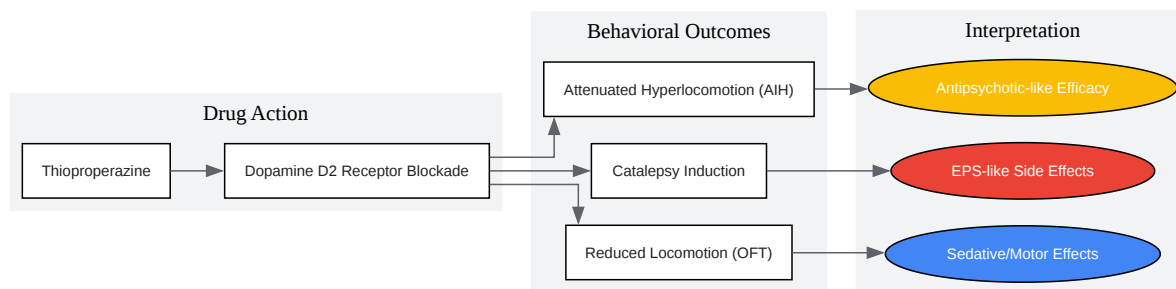 Drug Action
Thioproperazine
Dopamine D2 Receptor Blockade
Behavioral Outcomes
Attenuated Hyperlocomotion (AIH)
Catalepsy Induction
Reduced Locomotion (OFT)
Interpretation
Antipsychotic-like Efficacy
EPS-like Side Effects
Sedative/Motor Effects